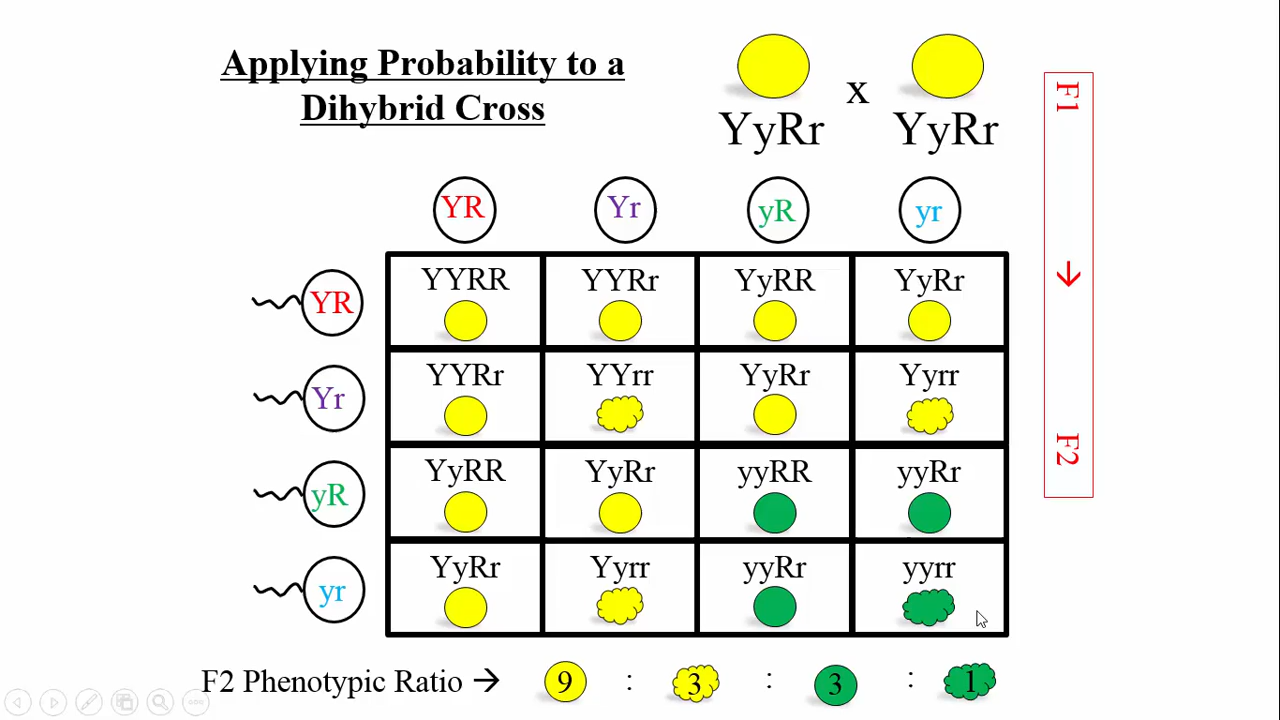 Applying Probability to a
Dihybrid Cross
x
YyRr YyRr
F1
↓
F2
YR Yr yR yr
YR YYRR YYRr YyRR YyRr
Yr YYRr YYrr YyRr Yyrr
yR YyRR YyRr yyRR yyRr
yr YyRr Yyrr yyRr yyrr
F2 Phenotypic Ratio → 9 : 3 : 3 : 1